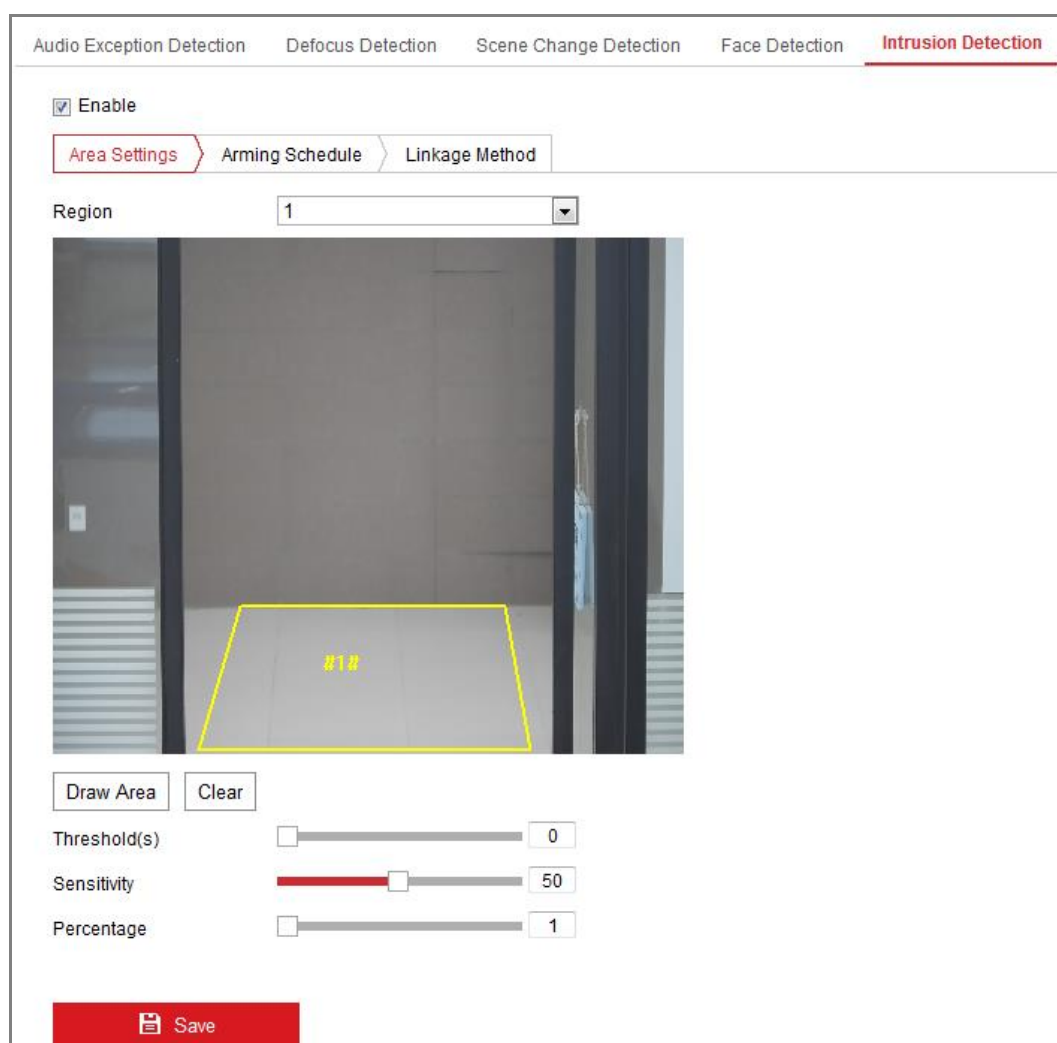 Audio Exception Detection Defocus Detection Scene Change Detection Face Detection Intrusion Detection
Enable
Area Settings Arming Schedule Linkage Method
Region 1
#1#
Draw Area Clear
Threshold(s) 0
Sensitivity 50
Percentage 1
Save